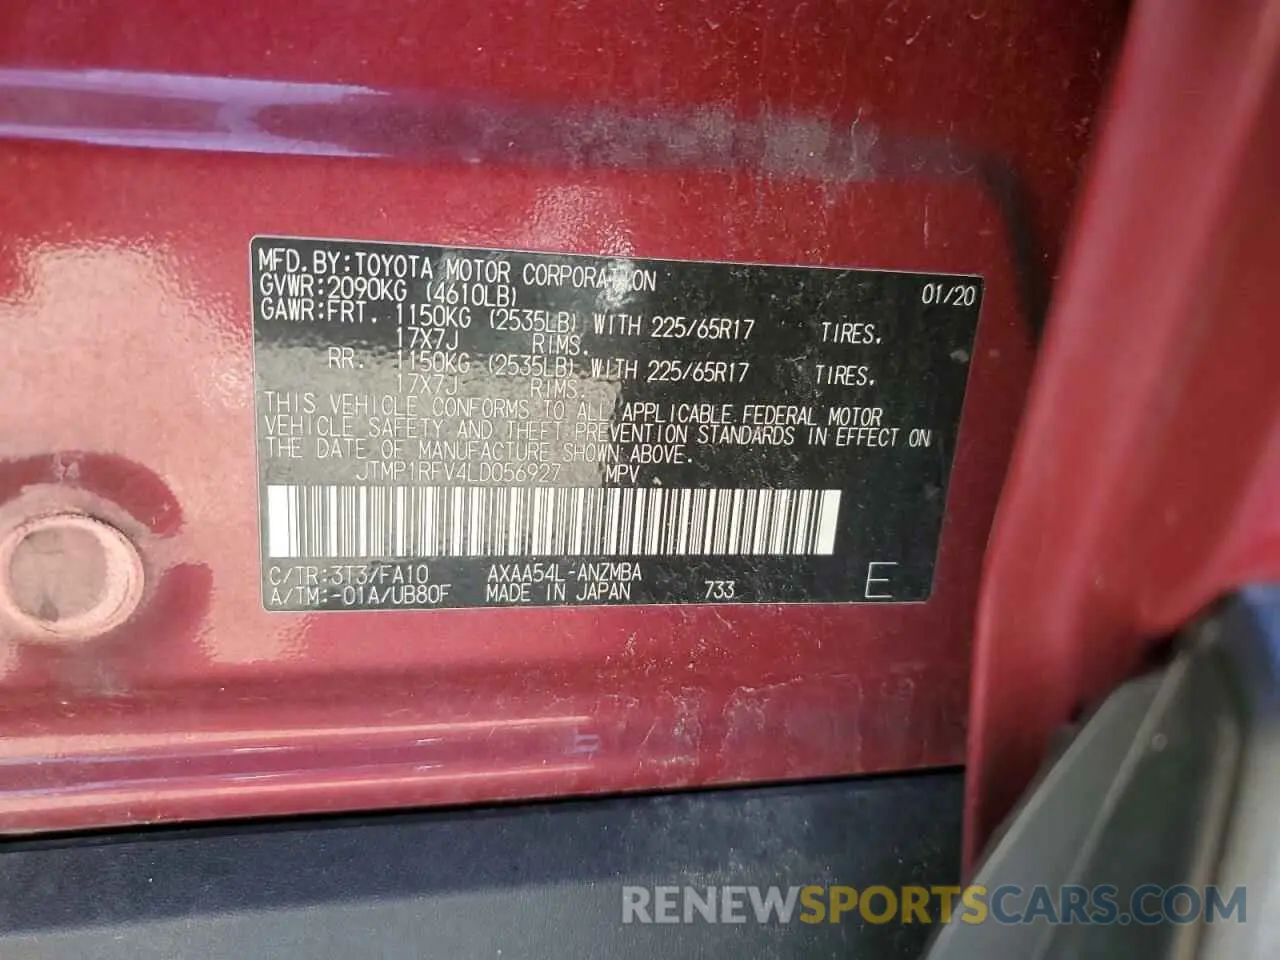 MFD.BY:TOYOTA MOTOR CORPORATION 01/20
GVWR:2090KG (4610LB)
GAWR:FRT. 1150KG (2535LB) WITH 225/65R17 TIRES.
17X7J RIMS.
RR. 1150KG (2535LB) WITH 225/65R17 TIRES.
17X7J RIMS.
THIS VEHICLE CONFORMS TO ALL APPLICABLE FEDERAL MOTOR
VEHICLE SAFETY AND THEFT PREVENTION STANDARDS IN EFFECT ON
THE DATE OF MANUFACTURE SHOWN ABOVE.
JTMP1RFV4LD056927 MPV
C/TR:3T3/FA10 AXAA54L-ANZMBA
A/TM:-01A/UB80F MADE IN JAPAN 733 E
RENEWSPORTSCARS.COM